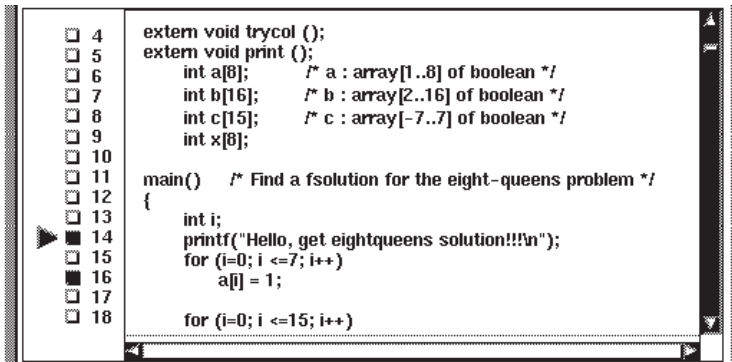 4 extern void trycol ();
5 extern void print ();
6 int a[8]; /* a : array[1..8] of boolean */
7 int b[16]; /* b : array[2..16] of boolean */
8 int c[15]; /* c : array[-7..7] of boolean */
9 int x[8];
10
11 main() /* Find a fsolution for the eight-queens problem */
12 {
13 int i;
14 printf("Hello, get eightqueens solution!!!\n");
15 for (i=0; i <=7; i++)
16 a[i] = 1;
17
18 for (i=0; i <=15; i++)